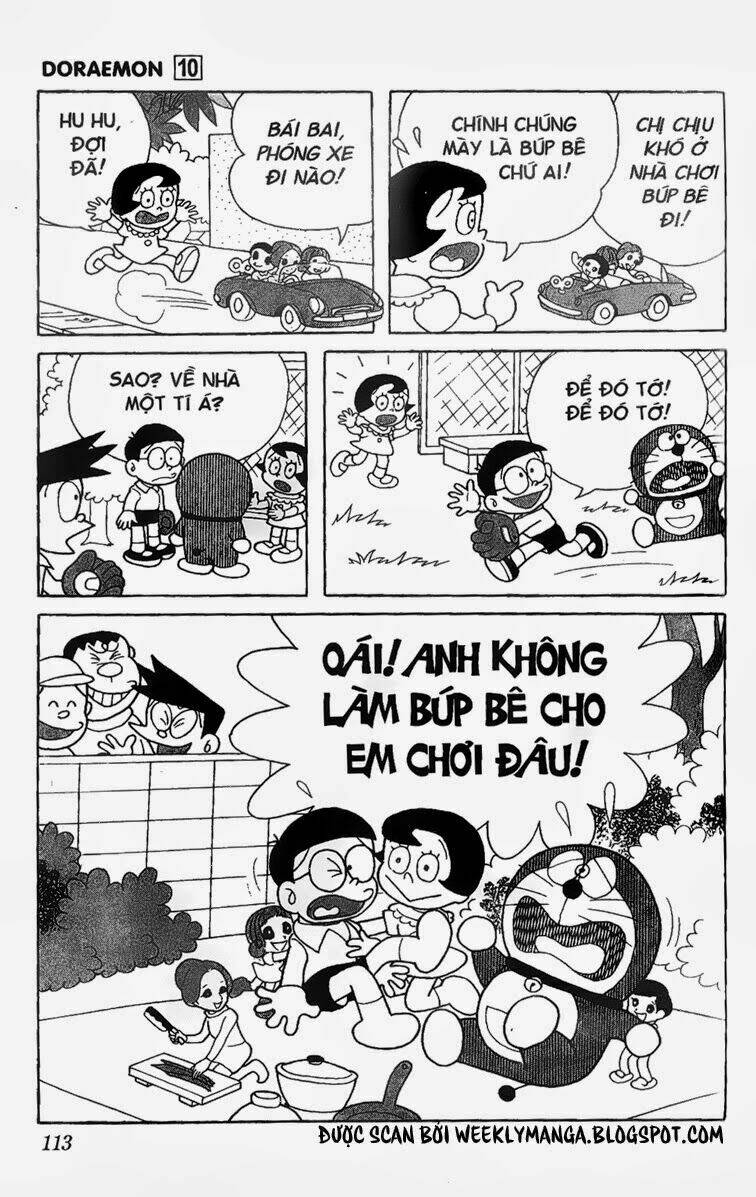 DORAEMON 10
CHỊ CHỊU
KHÓ Ở
NHÀ CHƠI
BÚP BÊ
ĐI!
CHÍNH CHÚNG
MÀY LÀ BÚP BÊ
CHỨ AI!
BÁI BAI,
PHÓNG XE
ĐI NÀO!
HU HU,
ĐỢI
ĐÃ!
ĐỂ ĐÓ TỚ!
ĐỂ ĐÓ TỚ!
SAO? VỀ NHÀ
MỘT TÍ Á?
OÁI! ANH KHÔNG
LÀM BÚP BÊ CHO
EM CHƠI ĐÂU!
113
ĐƯỢC SCAN BỞI WEEKLYMANGA.BLOGSPOT.COM